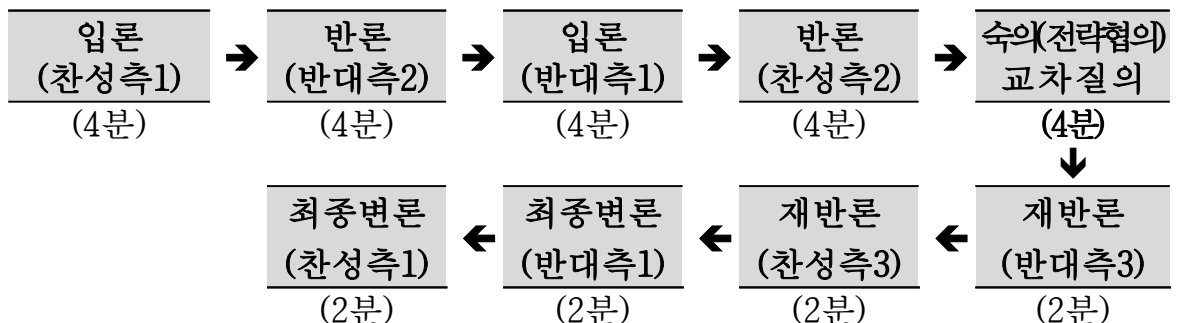 입론
(찬성측1)
(4분)
반론
(반대측2)
(4분)
입론
(반대측1)
(4분)
반론
(찬성측2)
(4분)
숙의(전략협의)
교차질의
(4분)
재반론
(반대측3)
(2분)
재반론
(찬성측3)
(2분)
최종변론
(반대측1)
(2분)
최종변론
(찬성측1)
(2분)